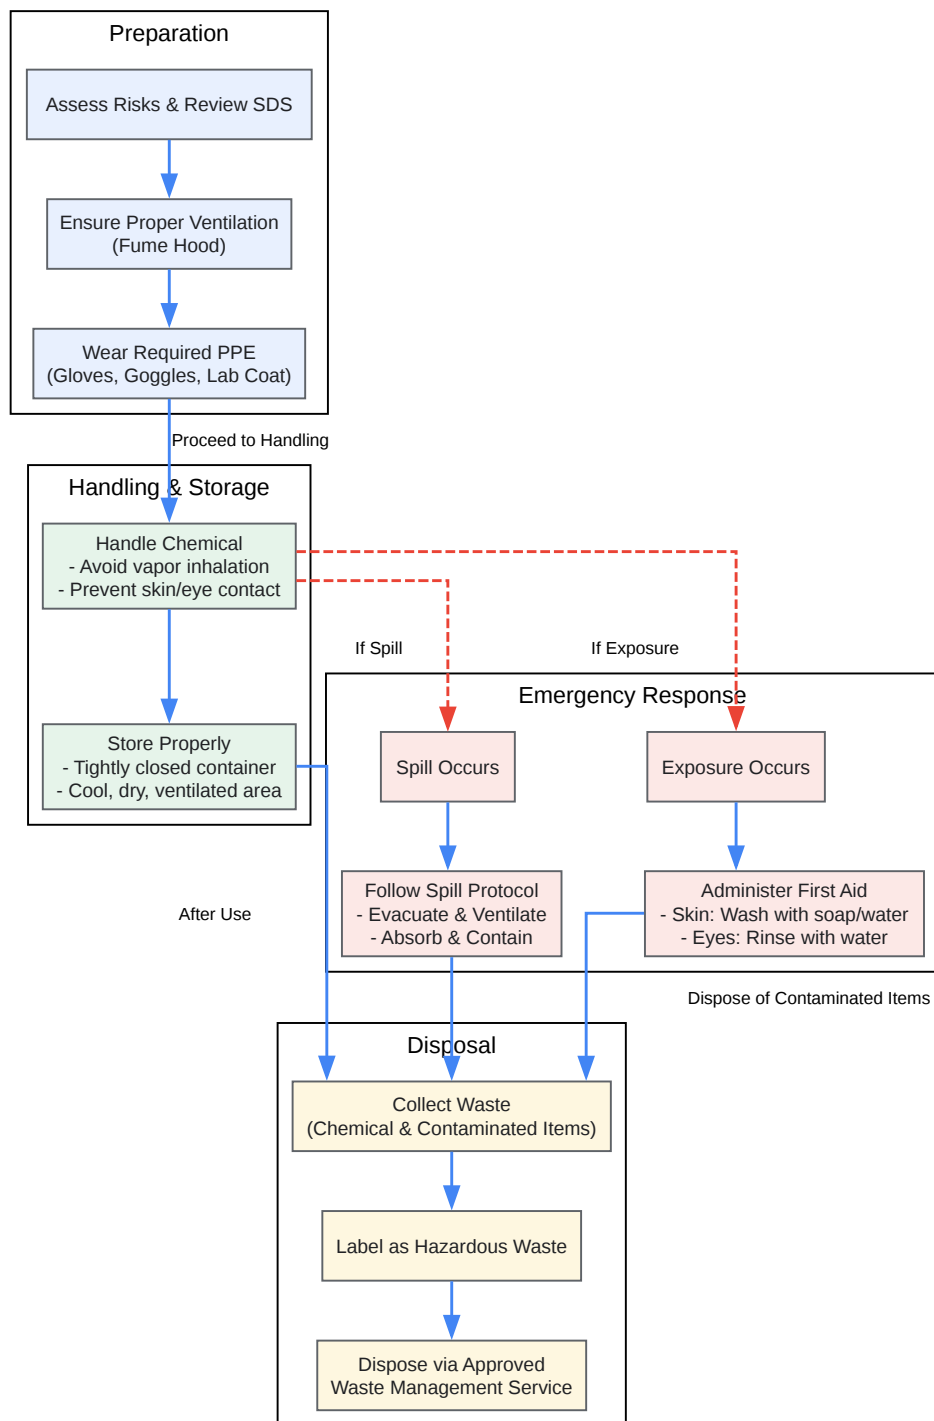 Preparation
Assess Risks & Review SDS
Ensure Proper Ventilation
(Fume Hood)
Wear Required PPE
(Gloves, Goggles, Lab Coat)
Proceed to Handling
Handling & Storage
Handle Chemical
- Avoid vapor inhalation
- Prevent skin/eye contact
If Spill
If Exposure
Emergency Response
Store Properly
- Tightly closed container
- Cool, dry, ventilated area
Spill Occurs
Exposure Occurs
After Use
Follow Spill Protocol
- Evacuate & Ventilate
- Absorb & Contain
Administer First Aid
- Skin: Wash with soap/water
- Eyes: Rinse with water
Dispose of Contaminated Items
Disposal
Collect Waste
(Chemical & Contaminated Items)
Label as Hazardous Waste
Dispose via Approved
Waste Management Service